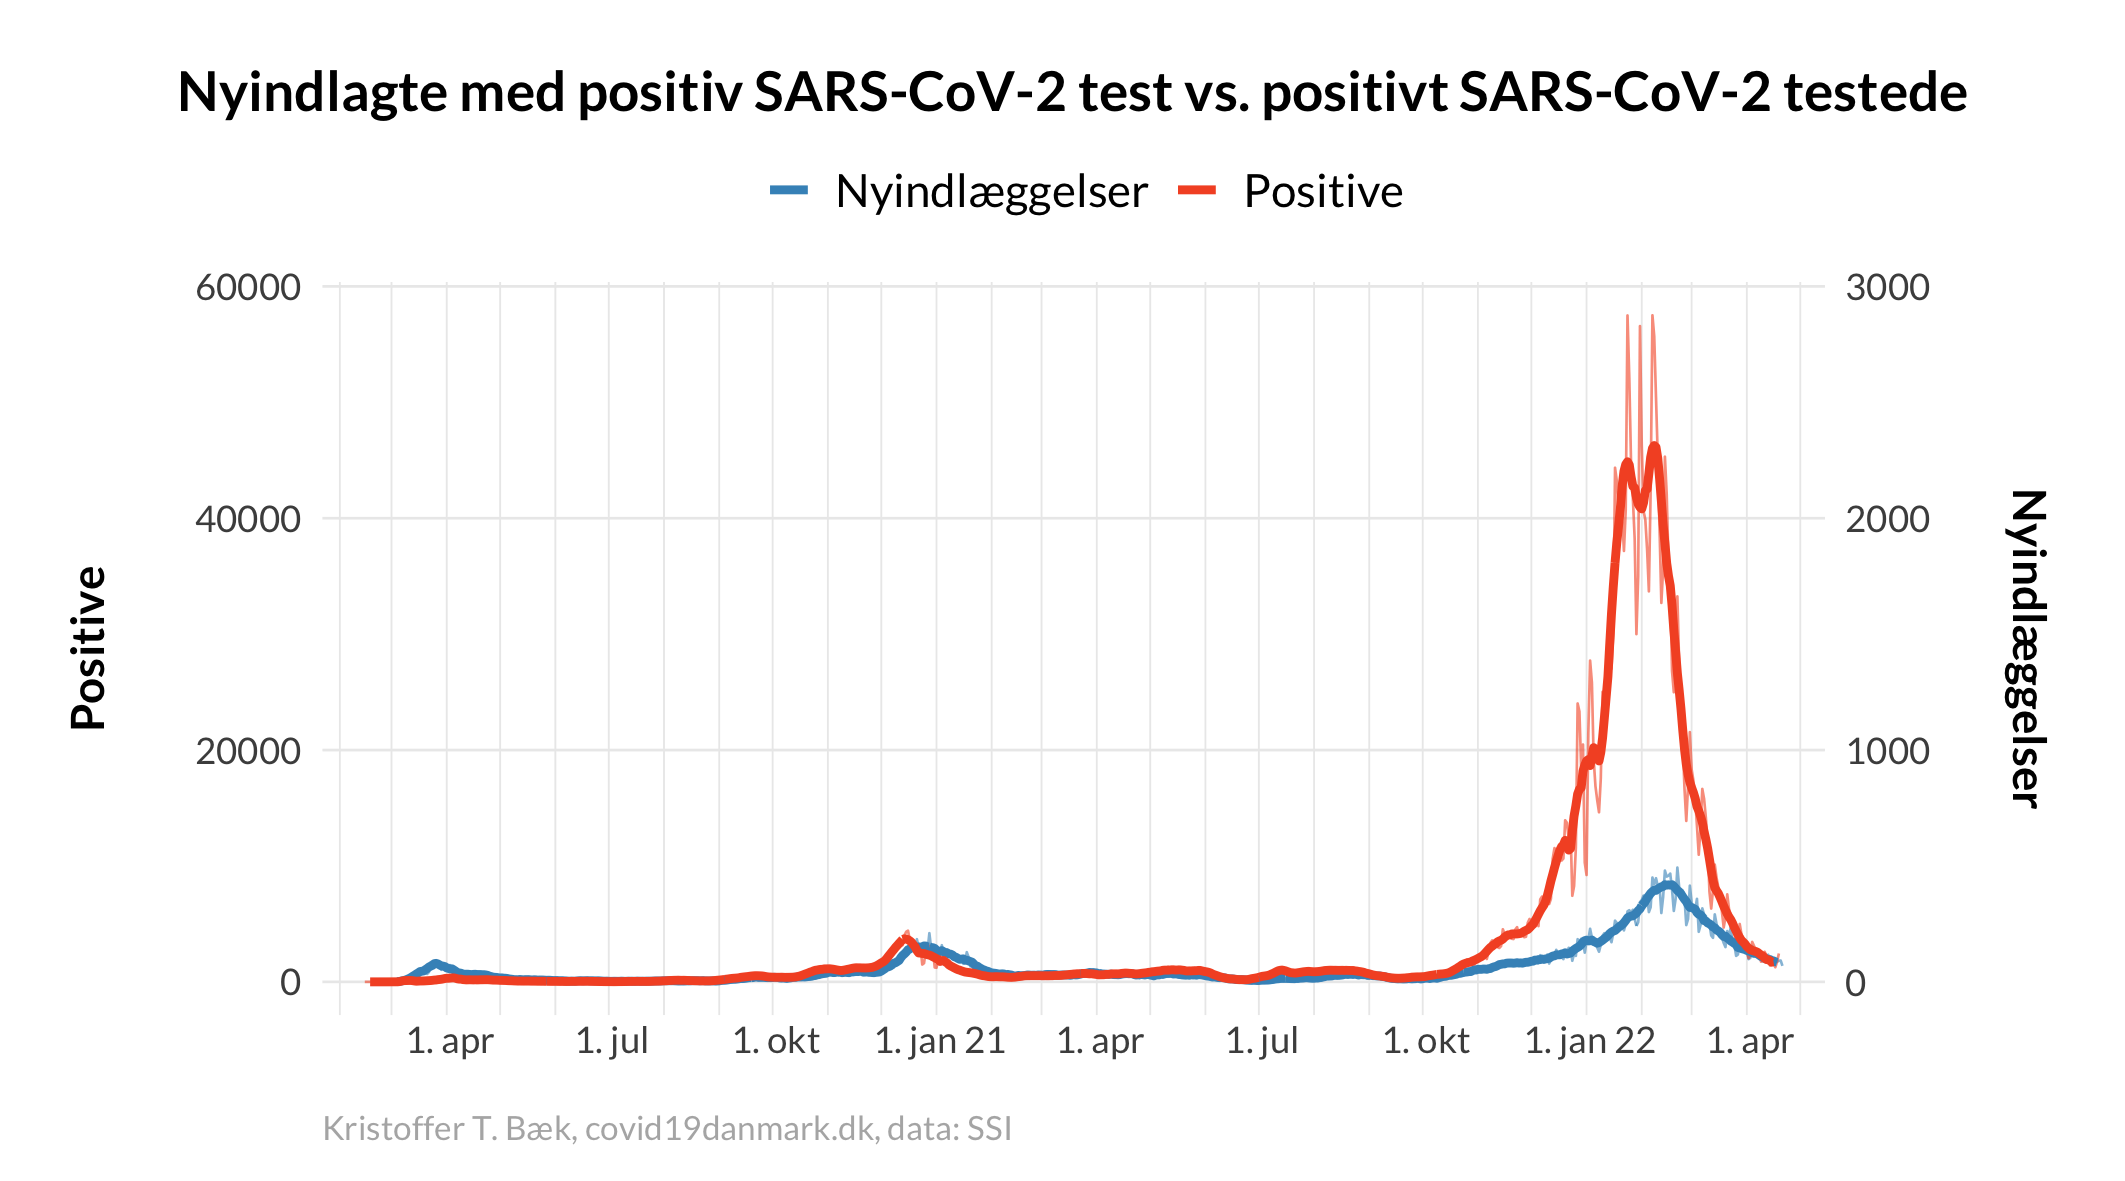 Nyindlagte med positiv SARS-CoV-2 test vs. positivt SARS-CoV-2 testede
Nyindlæggelser Positive
60000 3000
40000 2000
20000 1000
0 0
Positive
Nyindlæggelser
1. apr 1. jul 1. okt 1. jan 21 1. apr 1. jul 1. okt 1. jan 22 1. apr
Kristoffer T. Bæk, covid19danmark.dk, data: SSI